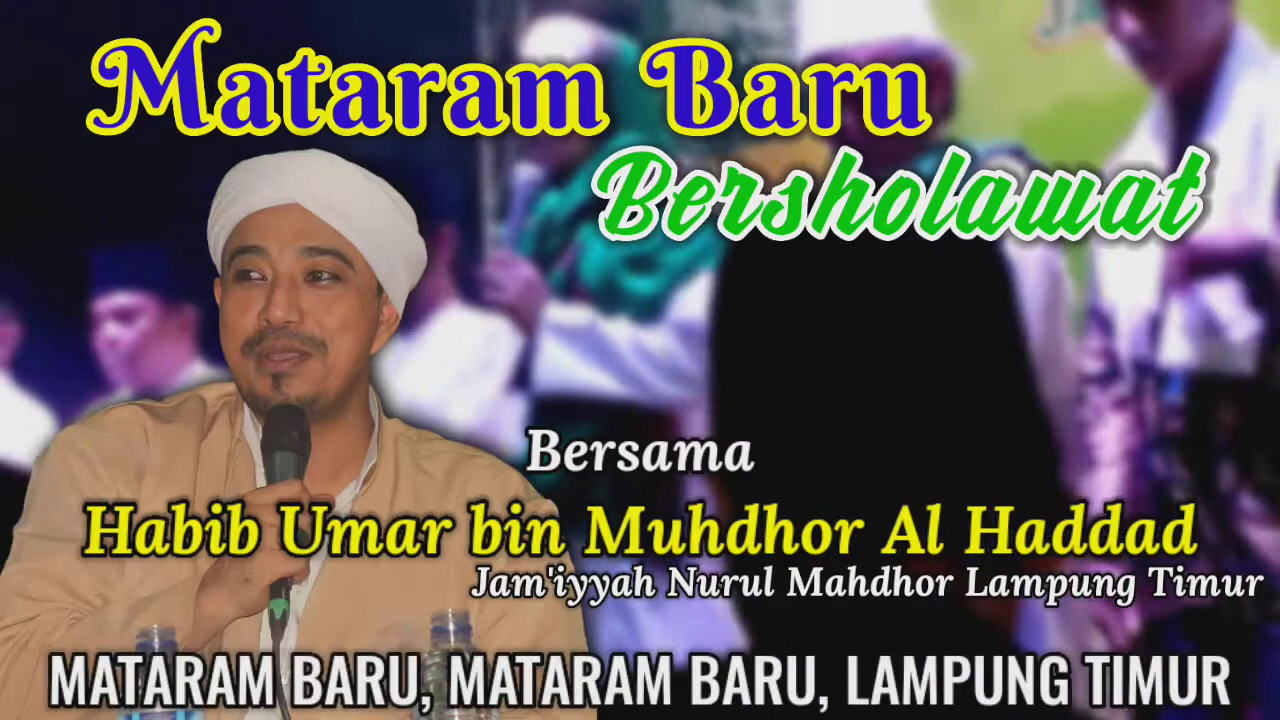 Mataram Baru
Bersholawat
Bersama
Habib Umar bin Muhdhor Al Haddad
Jam'iyyah Nurul Mahdhor Lampung Timur
MATARAM BARU, MATARAM BARU, LAMPUNG TIMUR